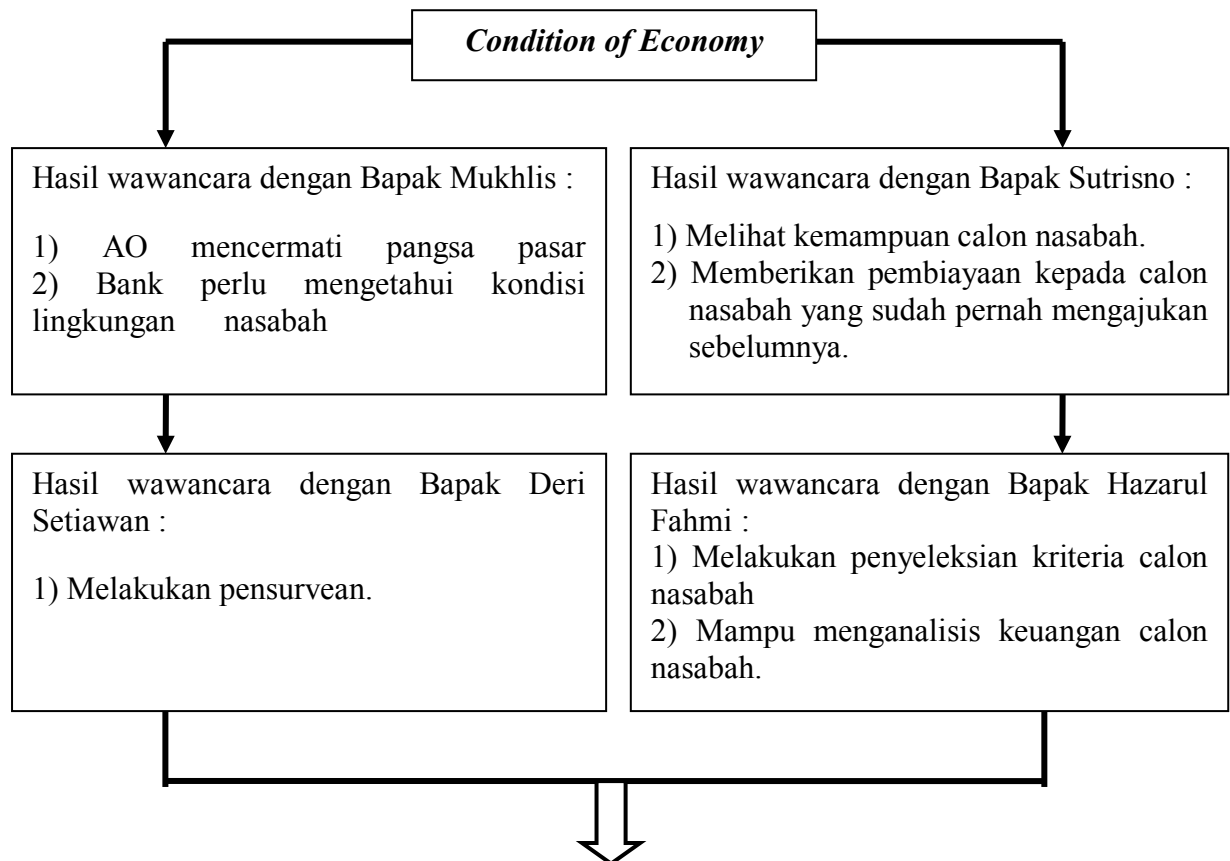 Condition of Economy
Hasil wawancara dengan Bapak Mukhlis :
1) AO mencermati pangsa pasar
2) Bank perlu mengetahui kondisi
lingkungan nasabah
Hasil wawancara dengan Bapak Sutrisno :
1) Melihat kemampuan calon nasabah.
2) Memberikan pembiayaan kepada calon
nasabah yang sudah pernah mengajukan
sebelumnya.
Hasil wawancara dengan Bapak Deri
Setiawan :
1) Melakukan pensurvean.
Hasil wawancara dengan Bapak Hazarul
Fahmi :
1) Melakukan penyeleksian kriteria calon
nasabah
2) Mampu menganalisis keuangan calon
nasabah.